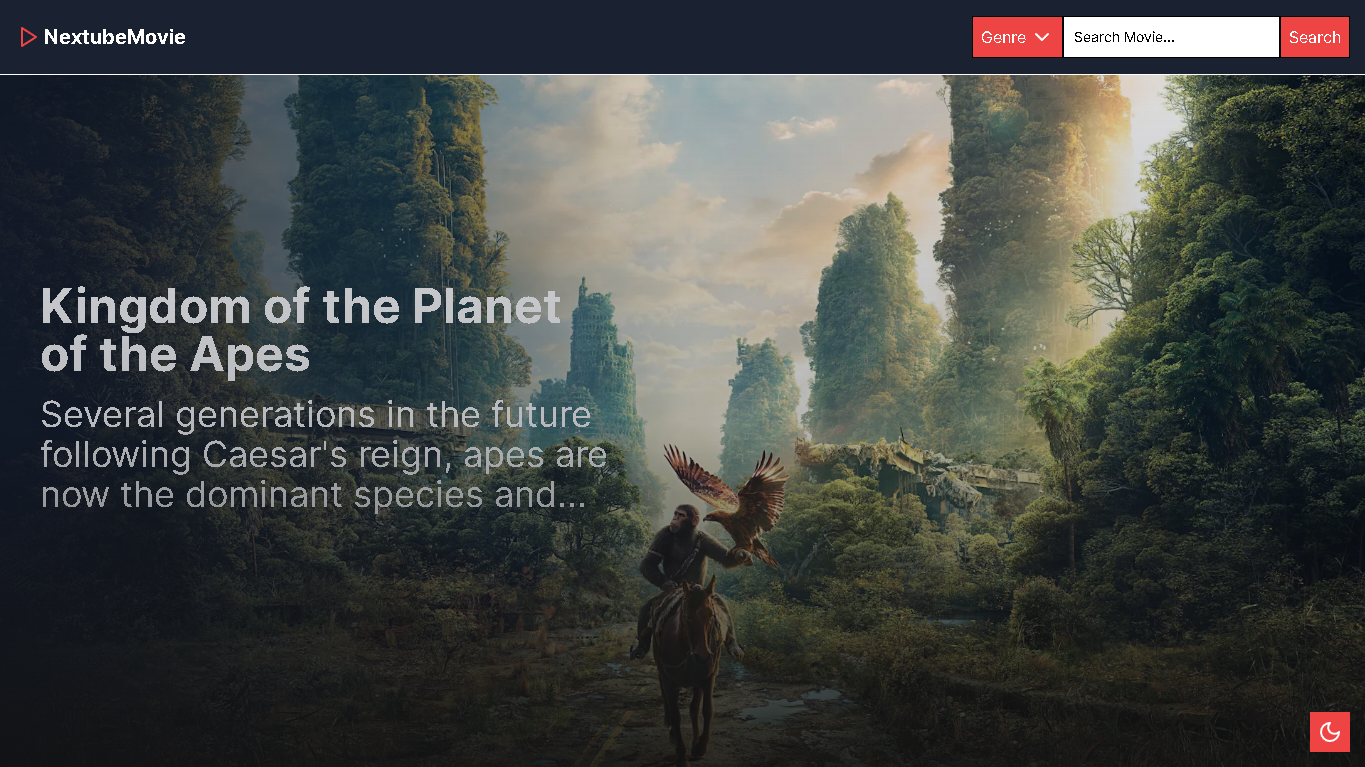 NextubeMovie
Genre
Search Movie...
Search
Kingdom of the Planet
of the Apes
Several generations in the future
following Caesar's reign, apes are
now the dominant species and...